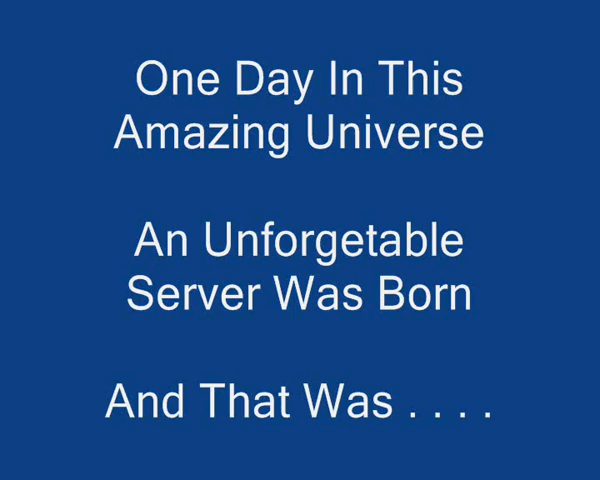 One Day In This
Amazing Universe
An Unforgetable
Server Was Born
And That Was . . . .